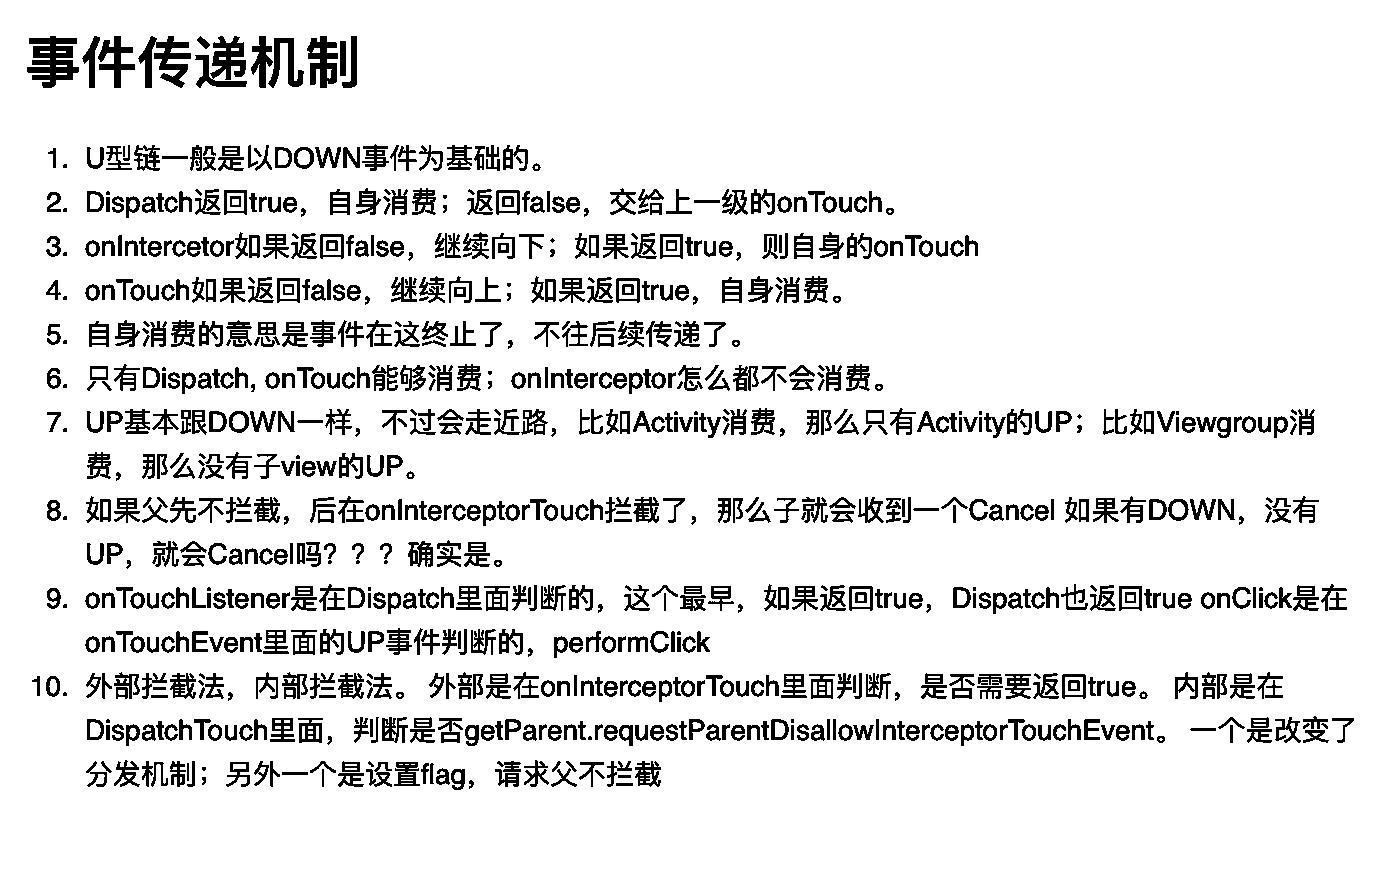 事件传递机制
1. U型链一般是以DOWN事件为基础的。
2. Dispatch返回true，自身消费；返回false，交给上一级的onTouch。
3. onIntercetor如果返回false，继续向下；如果返回true，则自身的onTouch
4. onTouch如果返回false，继续向上；如果返回true，自身消费。
5. 自身消费的意思是事件在这终止了，不往后续传递了。
6. 只有Dispatch, onTouch能够消费；onInterceptor怎么都不会消费。
7. UP基本跟DOWN一样，不过会走近路，比如Activity消费，那么只有Activity的UP；比如Viewgroup消
费，那么没有子view的UP。
8. 如果父先不拦截，后在onInterceptorTouch拦截了，那么子就会收到一个Cancel 如果有DOWN，没有
UP，就会Cancel吗？？？确实是。
9. onTouchListener是在Dispatch里面判断的，这个最早，如果返回true，Dispatch也返回true onClick是在
onTouchEvent里面的UP事件判断的，performClick
10. 外部拦截法，内部拦截法。 外部是在onInterceptorTouch里面判断，是否需要返回true。 内部是在
DispatchTouch里面，判断是否getParent.requestParentDisallowInterceptorTouchEvent。 一个是改变了
分发机制；另外一个是设置flag，请求父不拦截